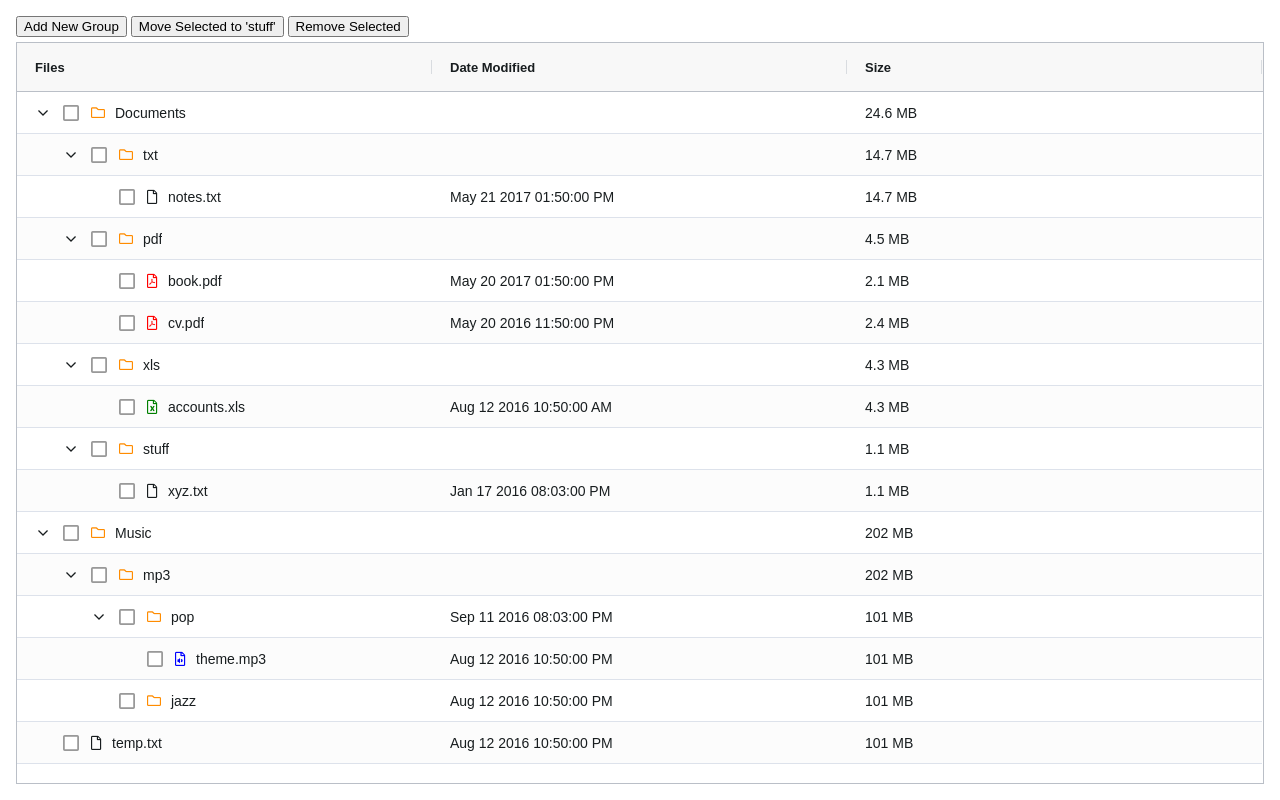 Add New Group Move Selected to 'stuff' Remove Selected
Files Date Modified Size
Documents 24.6 MB
txt 14.7 MB
notes.txt May 21 2017 01:50:00 PM 14.7 MB
pdf 4.5 MB
book.pdf May 20 2017 01:50:00 PM 2.1 MB
cv.pdf May 20 2016 11:50:00 PM 2.4 MB
xls 4.3 MB
accounts.xls Aug 12 2016 10:50:00 AM 4.3 MB
stuff 1.1 MB
xyz.txt Jan 17 2016 08:03:00 PM 1.1 MB
Music 202 MB
mp3 202 MB
pop Sep 11 2016 08:03:00 PM 101 MB
theme.mp3 Aug 12 2016 10:50:00 PM 101 MB
jazz Aug 12 2016 10:50:00 PM 101 MB
temp.txt Aug 12 2016 10:50:00 PM 101 MB